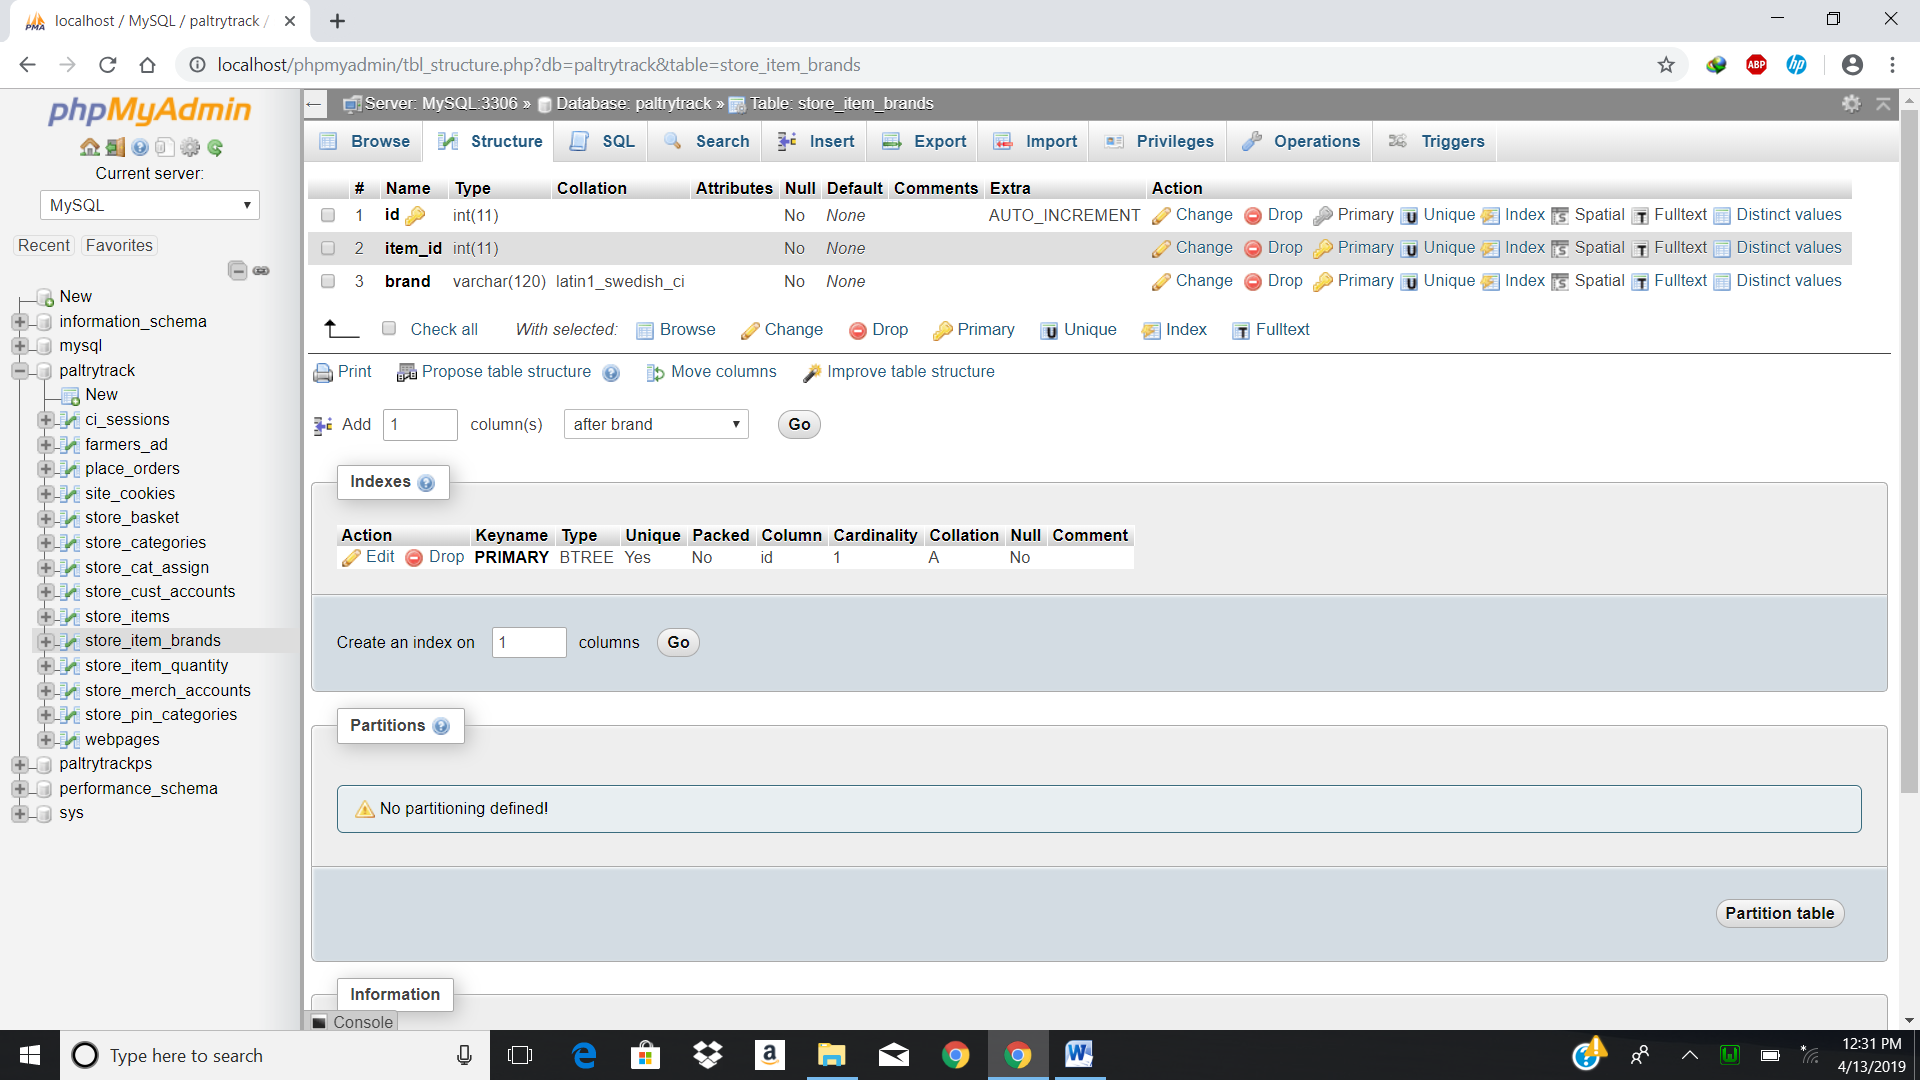 localhost / MySQL / paltrytrack /
localhost/phpmyadmin/tbl_structure.php?db=paltrytrack&table=store_item_brands
ABP
hp
PMA
phpMyAdmin
Current server:
MySQL
Recent Favorites
New
information_schema
mysql
paltrytrack
New
ci_sessions
farmers_ad
place_orders
site_cookies
store_basket
store_categories
store_cat_assign
store_cust_accounts
store_items
store_item_brands
store_item_quantity
store_merch_accounts
store_pin_categories
webpages
paltrytrackps
performance_schema
sys
Server: MySQL:3306 » Database: paltrytrack » Table: store_item_brands
Browse Structure SQL Search Insert Export Import Privileges Operations Triggers
# Name Type Collation Attributes Null Default Comments Extra Action
1 id int(11) No None AUTO_INCREMENT Change Drop Primary Unique Index Spatial Fulltext Distinct values
2 item_id int(11) No None Change Drop Primary Unique Index Spatial Fulltext Distinct values
3 brand varchar(120) latin1_swedish_ci No None Change Drop Primary Unique Index Spatial Fulltext Distinct values
Check all With selected: Browse Change Drop Primary Unique Index Fulltext
Print Propose table structure Move columns Improve table structure
Add 1 column(s) after brand Go
Indexes
Action Keyname Type Unique Packed Column Cardinality Collation Null Comment
Edit Drop PRIMARY BTREE Yes No id 1 A No
Create an index on 1 columns Go
Partitions
No partitioning defined!
Partition table
Information
Console
Type here to search
12:31 PM
4/13/2019